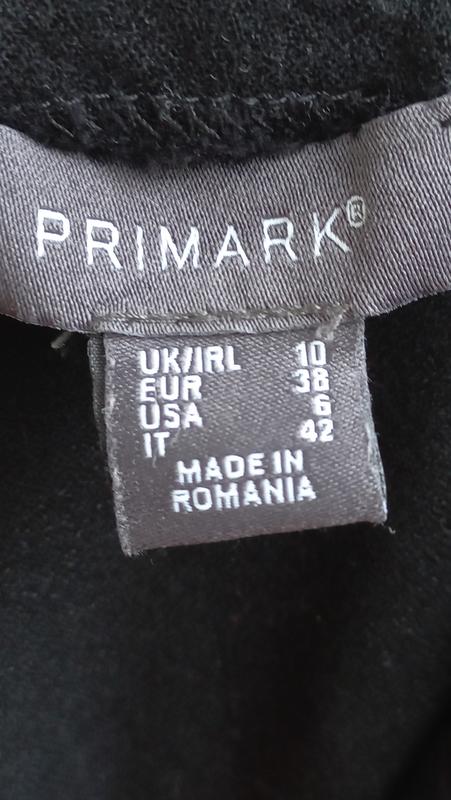 PRIMARK®
UK/IRL 10
EUR 38
USA 6
IT 42
MADE IN
ROMANIA